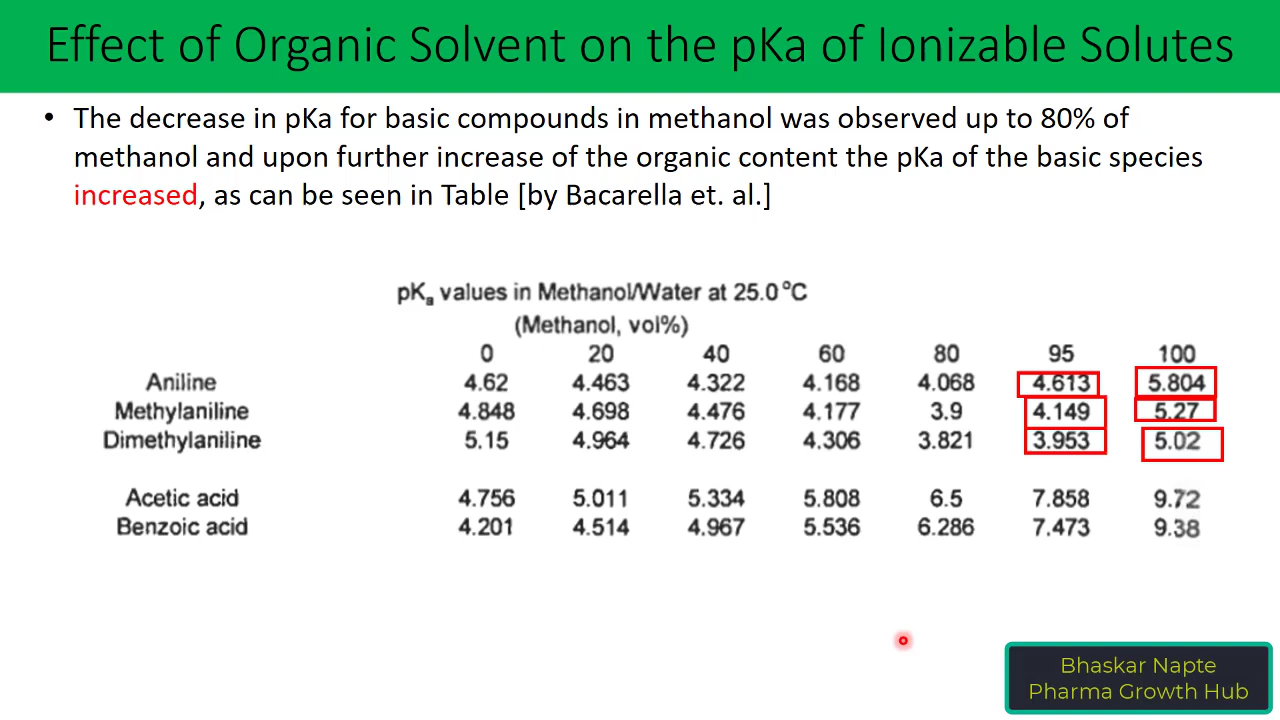 Effect of Organic Solvent on the pKa of Ionizable Solutes
• The decrease in pKa for basic compounds in methanol was observed up to 80% of
methanol and upon further increase of the organic content the pKa of the basic species
increased, as can be seen in Table [by Bacarella et. al.]
pKa values in Methanol/Water at 25.0 °C
(Methanol, vol%)
0 20 40 60 80 95 100
Aniline 4.62 4.463 4.322 4.168 4.068 4.613 5.804
Methylaniline 4.848 4.698 4.476 4.177 3.9 4.149 5.27
Dimethylaniline 5.15 4.964 4.726 4.306 3.821 3.953 5.02
Acetic acid 4.756 5.011 5.334 5.808 6.5 7.858 9.72
Benzoic acid 4.201 4.514 4.967 5.536 6.286 7.473 9.38
Bhaskar Napte
Pharma Growth Hub